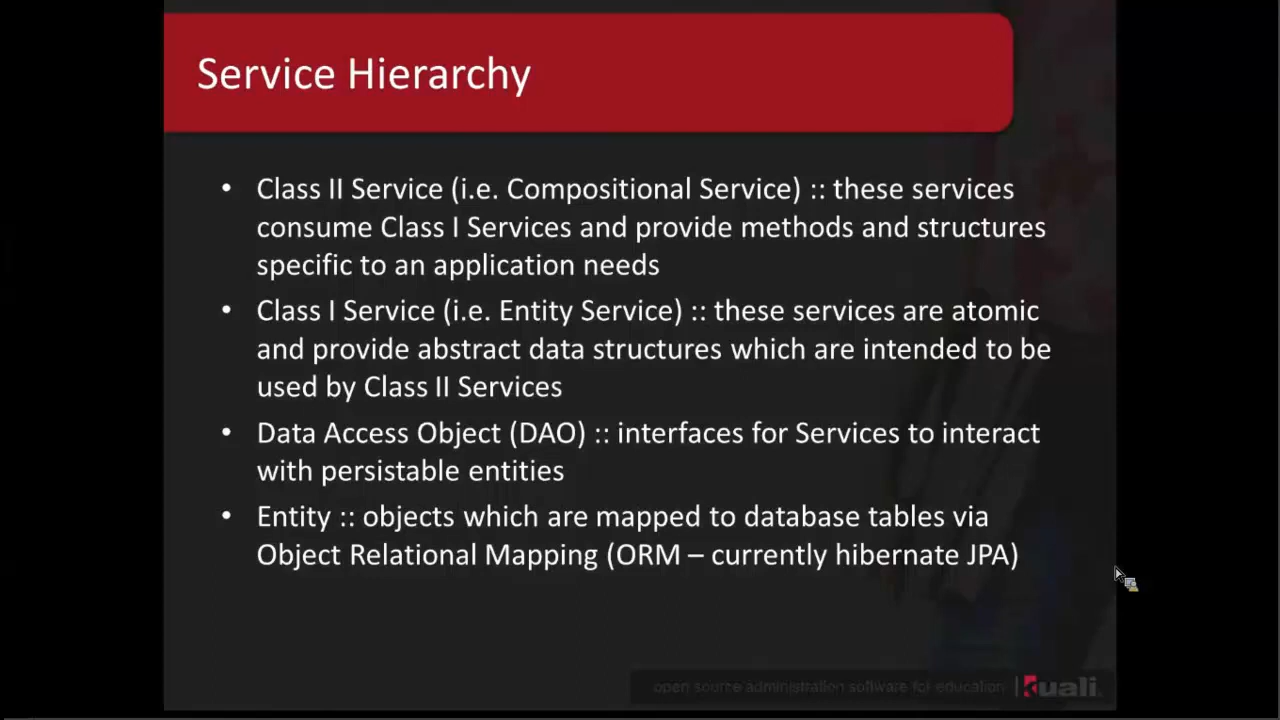 Service Hierarchy
• Class II Service (i.e. Compositional Service) :: these services
consume Class I Services and provide methods and structures
specific to an application needs
• Class I Service (i.e. Entity Service) :: these services are atomic
and provide abstract data structures which are intended to be
used by Class II Services
• Data Access Object (DAO) :: interfaces for Services to interact
with persistable entities
• Entity :: objects which are mapped to database tables via
Object Relational Mapping (ORM – currently hibernate JPA)
open source administration software for education | kuali